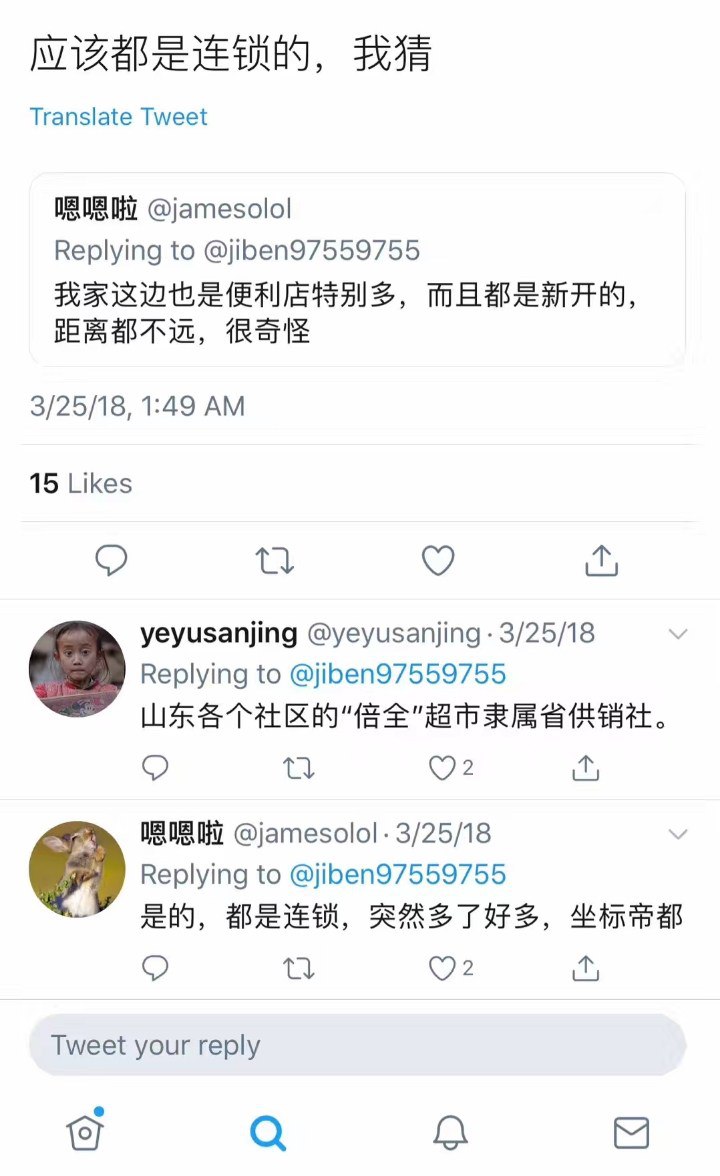 应该都是连锁的，我猜
Translate Tweet
嗯嗯啦 @jamesolol
Replying to @jiben97559755
我家这边也是便利店特别多，而且都是新开的，
距离都不远，很奇怪
3/25/18, 1:49 AM
15 Likes
yeyusanjing @yeyusanjing · 3/25/18
Replying to @jiben97559755
山东各个社区的“倍全”超市隶属省供销社。
2
嗯嗯啦 @jamesolol · 3/25/18
Replying to @jiben97559755
是的，都是连锁，突然多了好多，坐标帝都
2
Tweet your reply